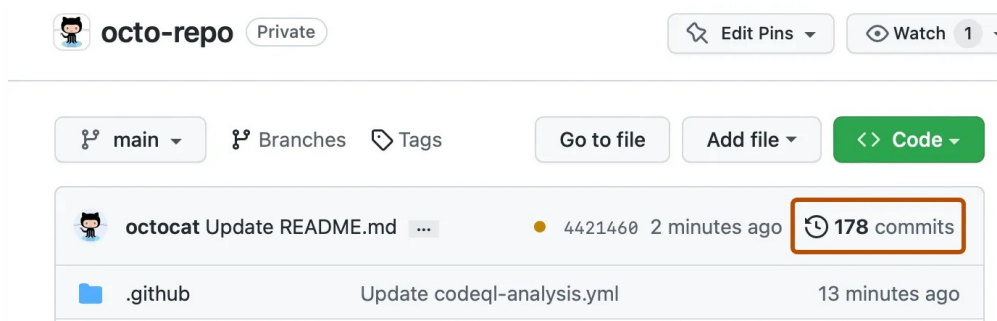 octo-repo Private Edit Pins Watch 1
main Branches Tags Go to file Add file <> Code
octocat Update README.md ... 4421460 2 minutes ago 178 commits
.github Update codeql-analysis.yml 13 minutes ago